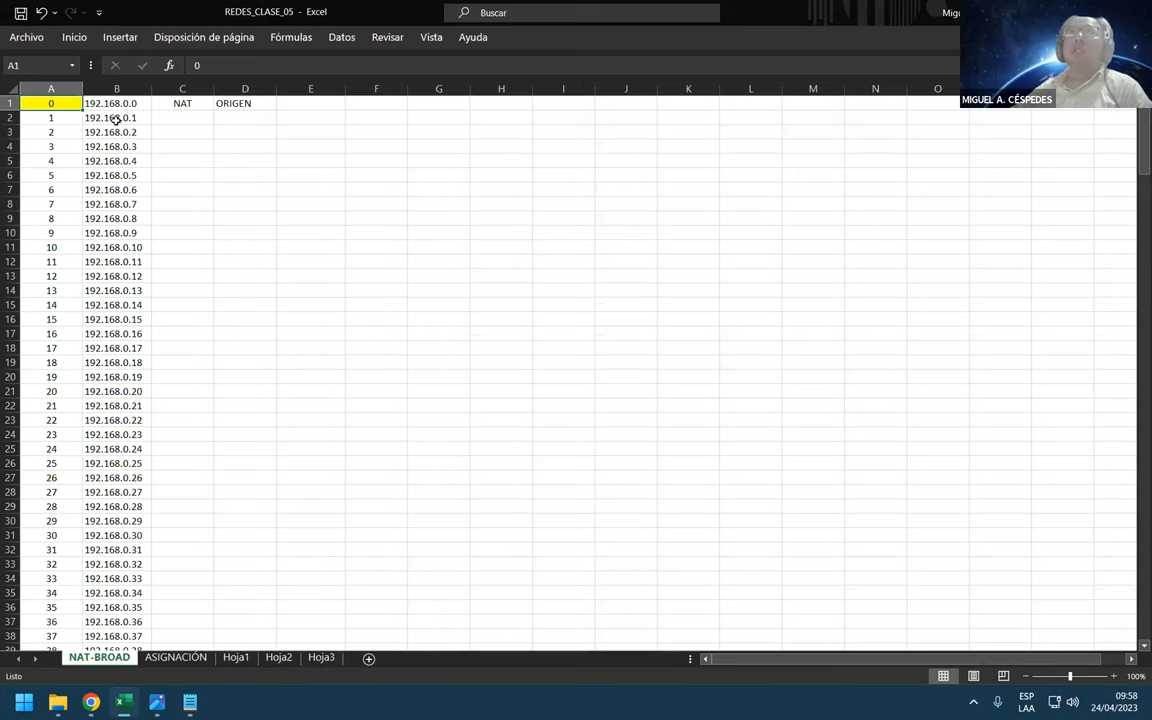 REDES_CLASE_05 - Excel
Buscar
Archivo Inicio Insertar Disposición de página Fórmulas Datos Revisar Vista Ayuda
MIGUEL A. CÉSPEDES
A1 fx 0
A B C D E F G H I J K L M N O
1 0 192.168.0.0 NAT ORIGEN
2 1 192.168.0.1
3 2 192.168.0.2
4 3 192.168.0.3
5 4 192.168.0.4
6 5 192.168.0.5
7 6 192.168.0.6
8 7 192.168.0.7
9 8 192.168.0.8
10 9 192.168.0.9
11 10 192.168.0.10
12 11 192.168.0.11
13 12 192.168.0.12
14 13 192.168.0.13
15 14 192.168.0.14
16 15 192.168.0.15
17 16 192.168.0.16
18 17 192.168.0.17
19 18 192.168.0.18
20 19 192.168.0.19
21 20 192.168.0.20
22 21 192.168.0.21
23 22 192.168.0.22
24 23 192.168.0.23
25 24 192.168.0.24
26 25 192.168.0.25
27 26 192.168.0.26
28 27 192.168.0.27
29 28 192.168.0.28
30 29 192.168.0.29
31 30 192.168.0.30
32 31 192.168.0.31
33 32 192.168.0.32
34 33 192.168.0.33
35 34 192.168.0.34
36 35 192.168.0.35
37 36 192.168.0.36
38 37 192.168.0.37
NAT-BROAD ASIGNACIÓN Hoja1 Hoja2 Hoja3
Listo
100%
ESP
LAA
09:58
24/04/2023